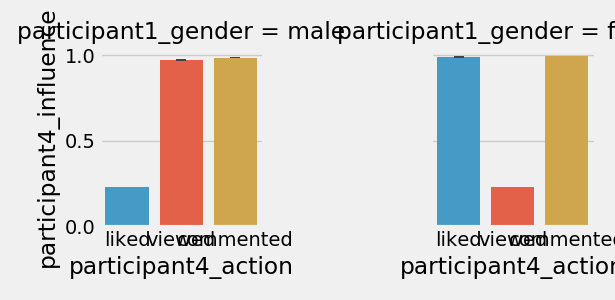 participant1_gender = male
participant1_gender = f
participant4_influence
1.0
0.5
0.0
liked
viewed
commented
liked
viewed
commented
participant4_action
participant4_action